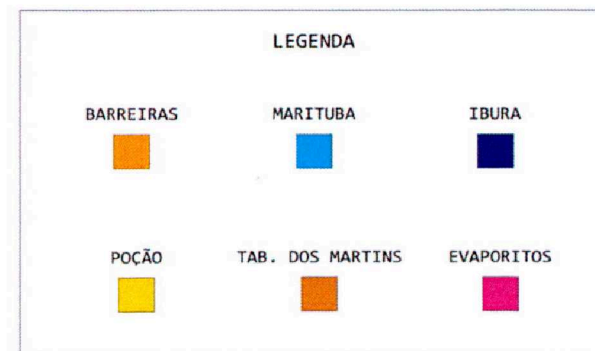 LEGENDA
BARREIRAS MARITUBA IBURA
POÇÃO TAB. DOS MARTINS EVAPORITOS